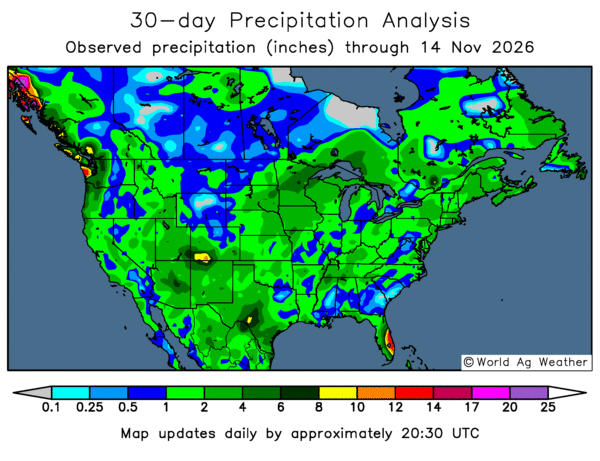 30-day Precipitation Analysis
Observed precipitation (inches) through 14 Nov 2026
©World Ag Weather
0.1 0.25 0.5 1 2 4 6 8 10 12 14 17 20 25
Map updates daily by approximately 20:30 UTC